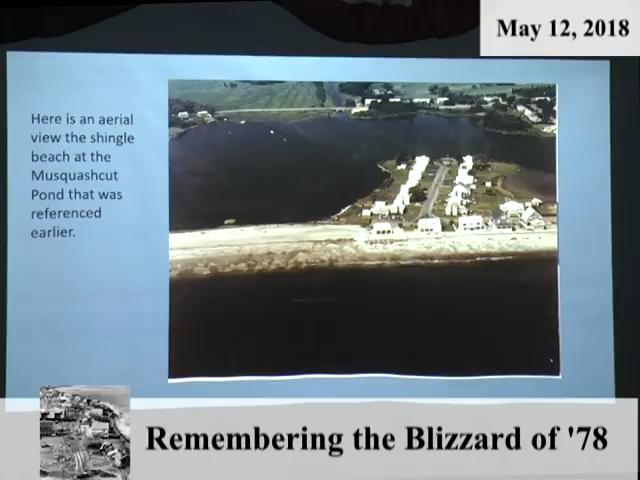 May 12, 2018
Here is an aerial
view the shingle
beach at the
Musquashcut
Pond that was
referenced
earlier.
Remembering the Blizzard of '78